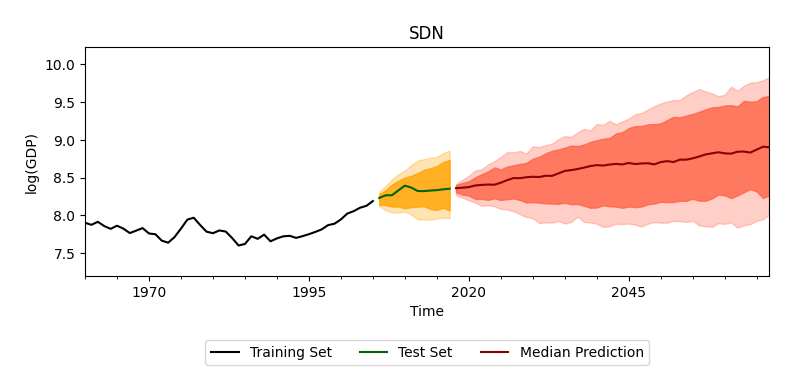 SDN
log(GDP)
10.0
9.5
9.0
8.5
8.0
7.5
1970 1995 2020 2045
Time
Training Set Test Set Median Prediction